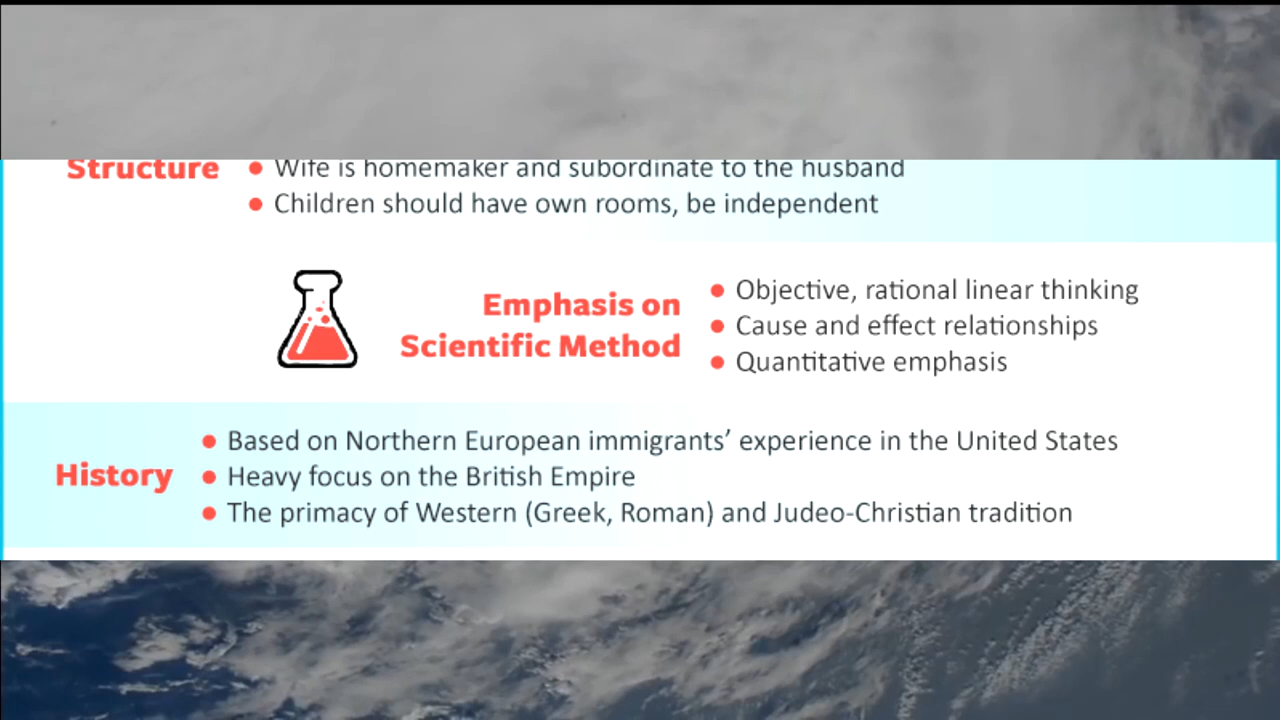 Structure
• Wife is homemaker and subordinate to the husband
• Children should have own rooms, be independent
Emphasis on
Scientific Method
• Objective, rational linear thinking
• Cause and effect relationships
• Quantitative emphasis
History
• Based on Northern European immigrants’ experience in the United States
• Heavy focus on the British Empire
• The primacy of Western (Greek, Roman) and Judeo-Christian tradition